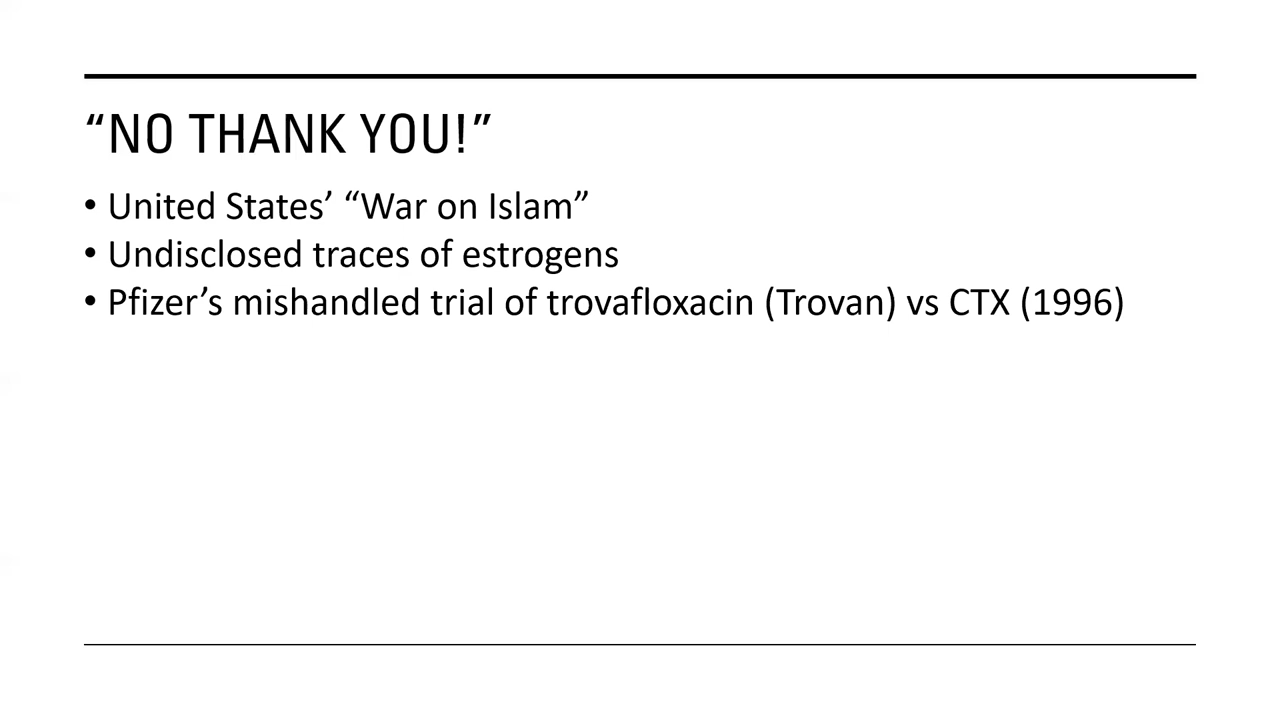 “NO THANK YOU!”
• United States’ “War on Islam”
• Undisclosed traces of estrogens
• Pfizer’s mishandled trial of trovafloxacin (Trovan) vs CTX (1996)